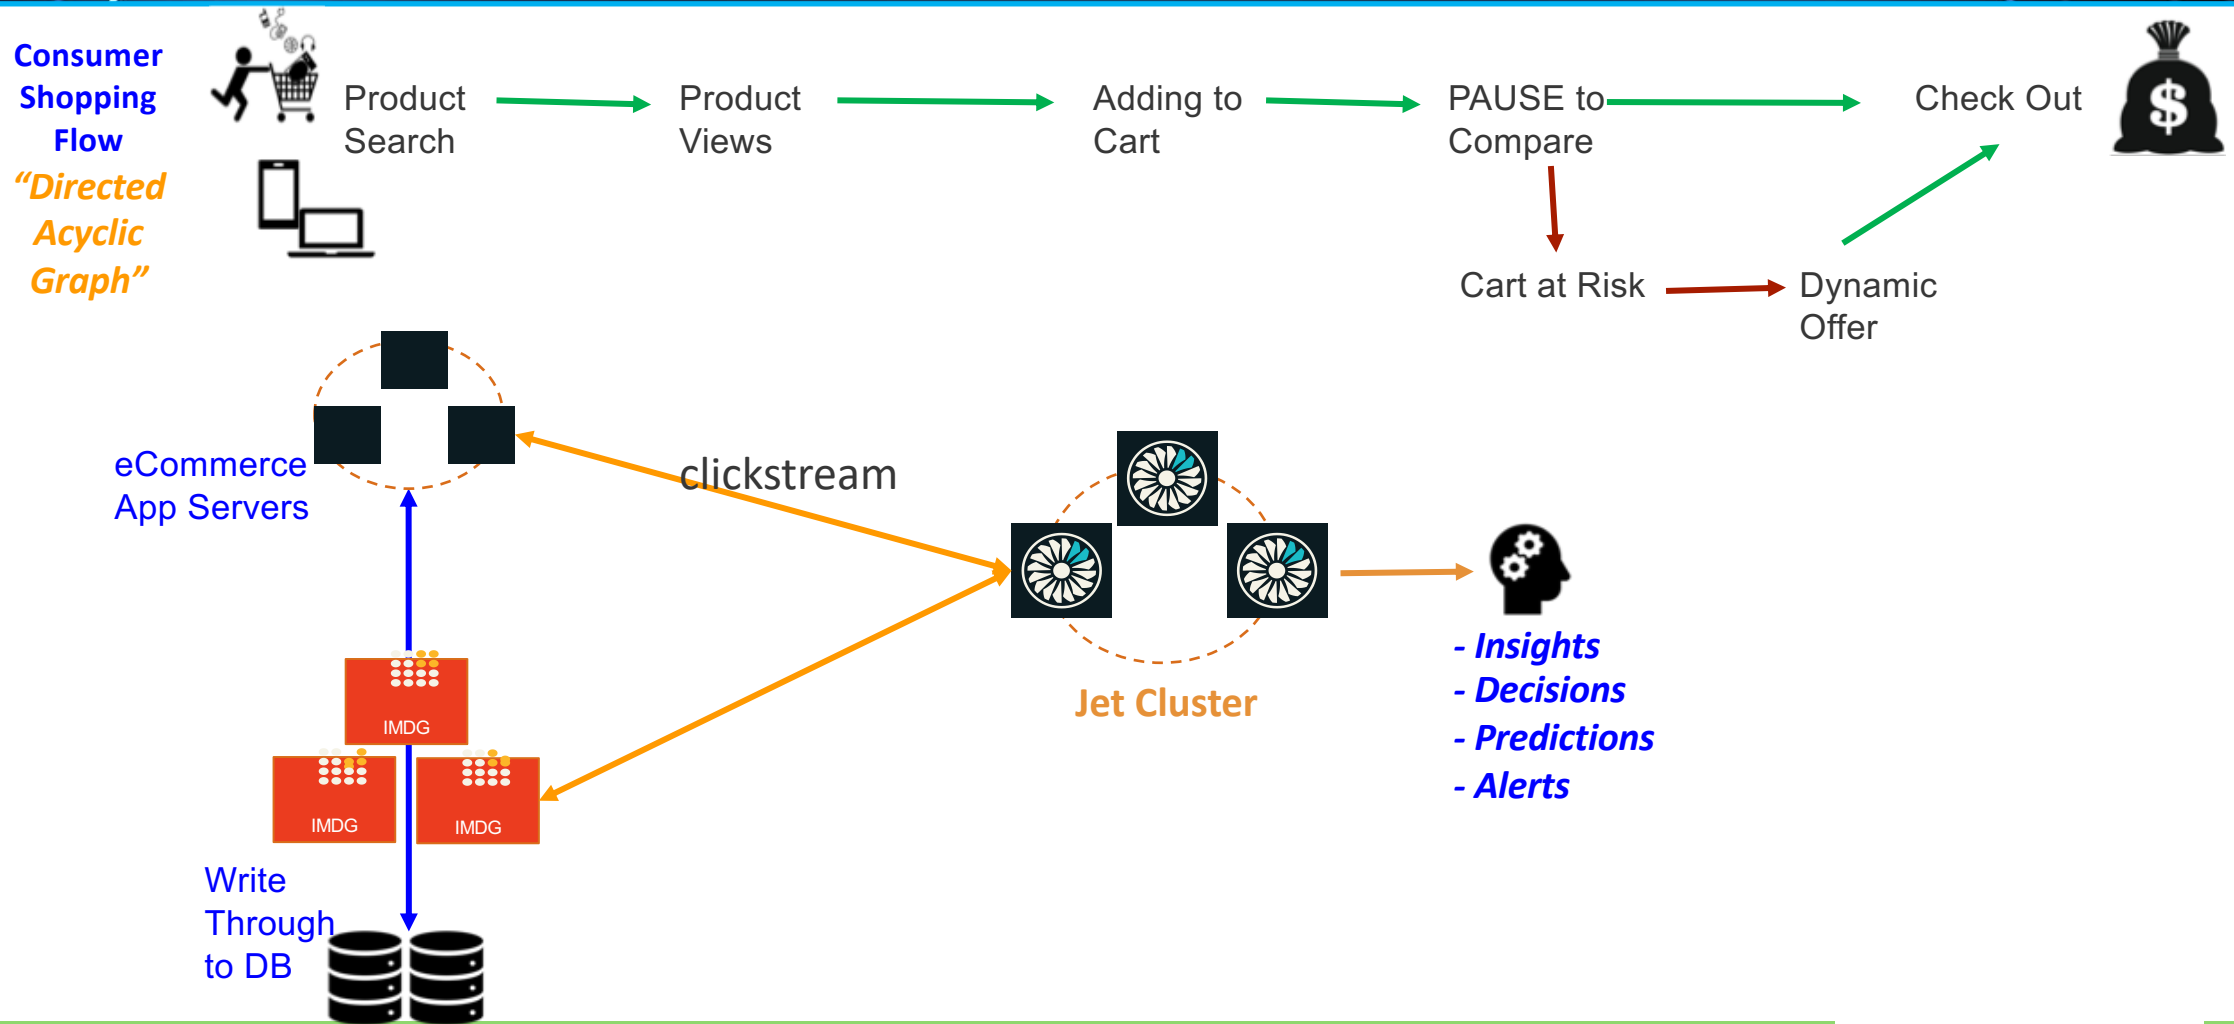 Consumer
Shopping
Flow
“Directed
Acyclic
Graph”
Product
Search
Product
Views
Adding to
Cart
PAUSE to
Compare
Check Out
$
Cart at Risk
Dynamic
Offer
eCommerce
App Servers
clickstream
Jet Cluster
- Insights
- Decisions
- Predictions
- Alerts
IMDG
IMDG
IMDG
Write
Through
to DB